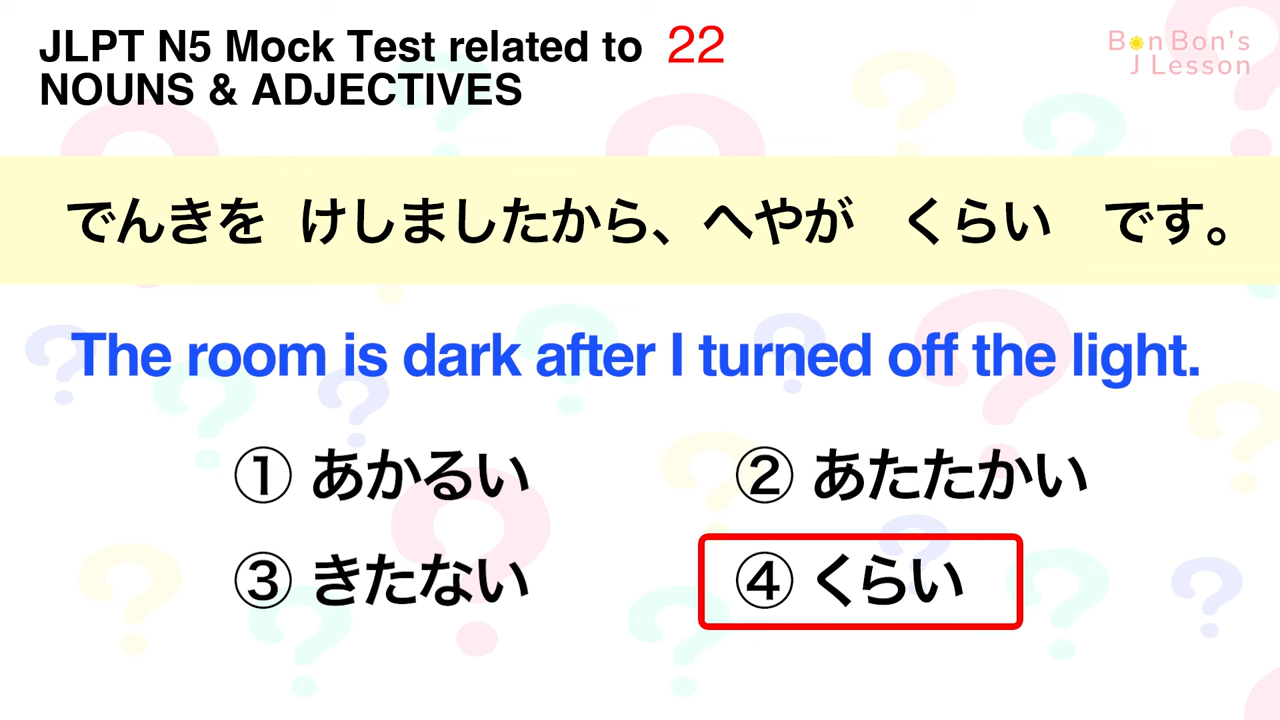 JLPT N5 Mock Test related to 22
NOUNS & ADJECTIVES
BonBon's
J Lesson
でんきを けしましたから、へやが くらい です。
The room is dark after I turned off the light.
① あかるい ② あたたかい
③ きたない ④ くらい